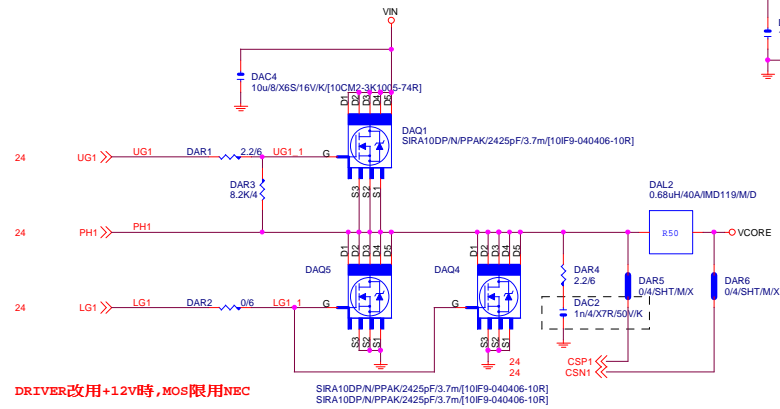 VIN
D
DAC4
10u/8/X6S/16V/K/[10CM2-3K1005-74R]
D1 D2 D3 D4 D5
DAQ1
SIRA10DP/N/PPAK/2425pF/3.7m/[10IF9-040406-10R]
24 UG1 UG1 DAR1 2.2/6 UG1_1 G
DAR3
8.2K/4
S3 S2 S1
DAL2
0.68uH/40A/IMD119/M/D
24 PH1 PH1
R50
VCORE
D1 D2 D3 D4 D5
D1 D2 D3 D4 D5
DAQ5
DAQ4
DAR4
2.2/6
DAR5
0/4/SHT/M/X
DAR6
0/4/SHT/M/X
24 LG1 LG1 DAR2 0/6 LG1_1 G
G
DAC2
1n/4/X7R/50V/K
S3 S2 S1
S3 S2 S1
24 CSP1
24 CSN1
DRIVER改用+12V時,MOS限用NEC
SIRA10DP/N/PPAK/2425pF/3.7m/[10IF9-040406-10R]
SIRA10DP/N/PPAK/2425pF/3.7m/[10IF9-040406-10R]